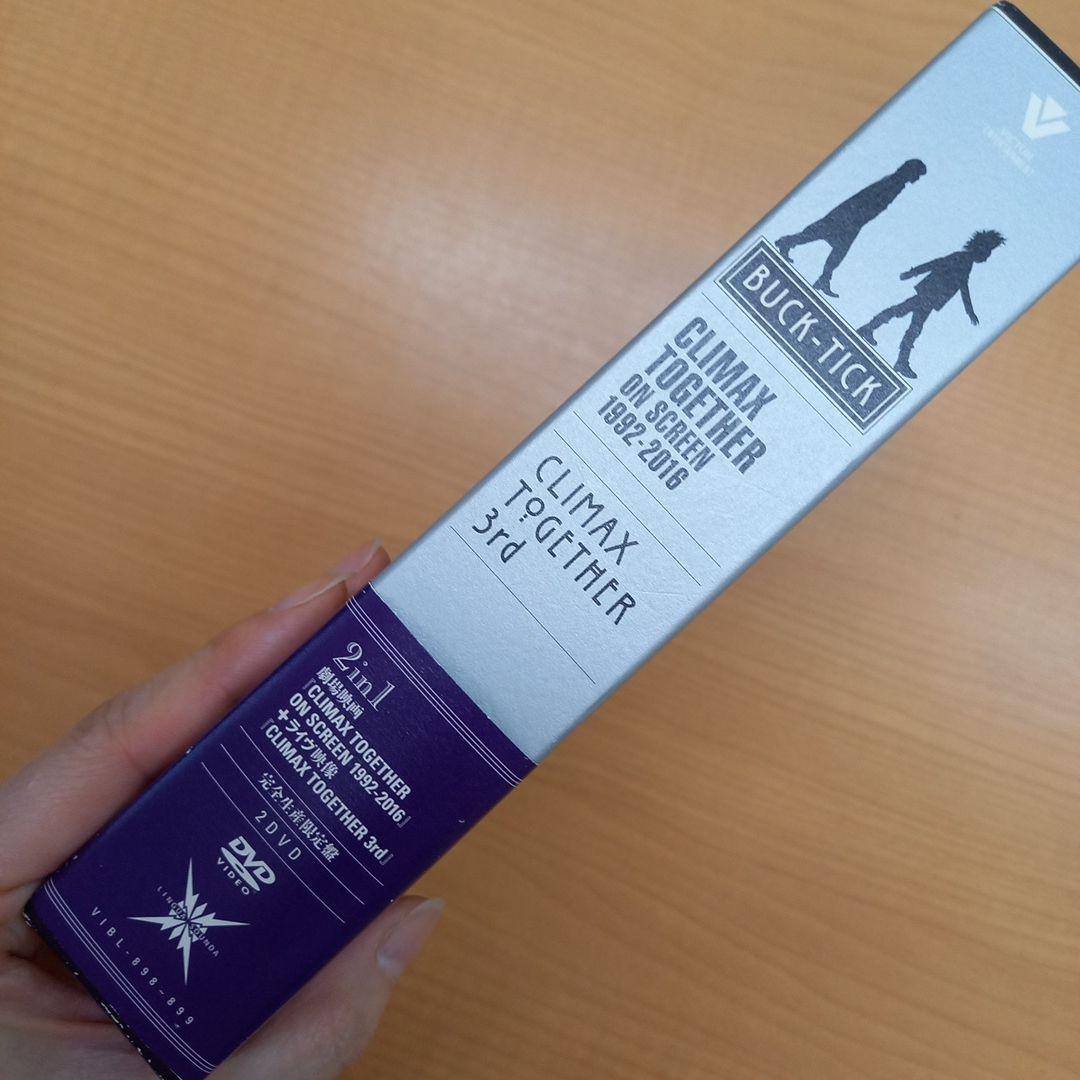 BUCK-TICK
CLIMAX
TOGETHER
ON SCREEN
1992-2016
CLIMAX
TOGETHER
3rd
2in1
劇場映画
『CLIMAX TOGETHER
ON SCREEN 1992-2016』
+ライヴ映像
『CLIMAX TOGETHER 3rd』
完全生産限定盤
2DVD
DVD
VIDEO
LINGUA SOUNDA
VIBL-898~899